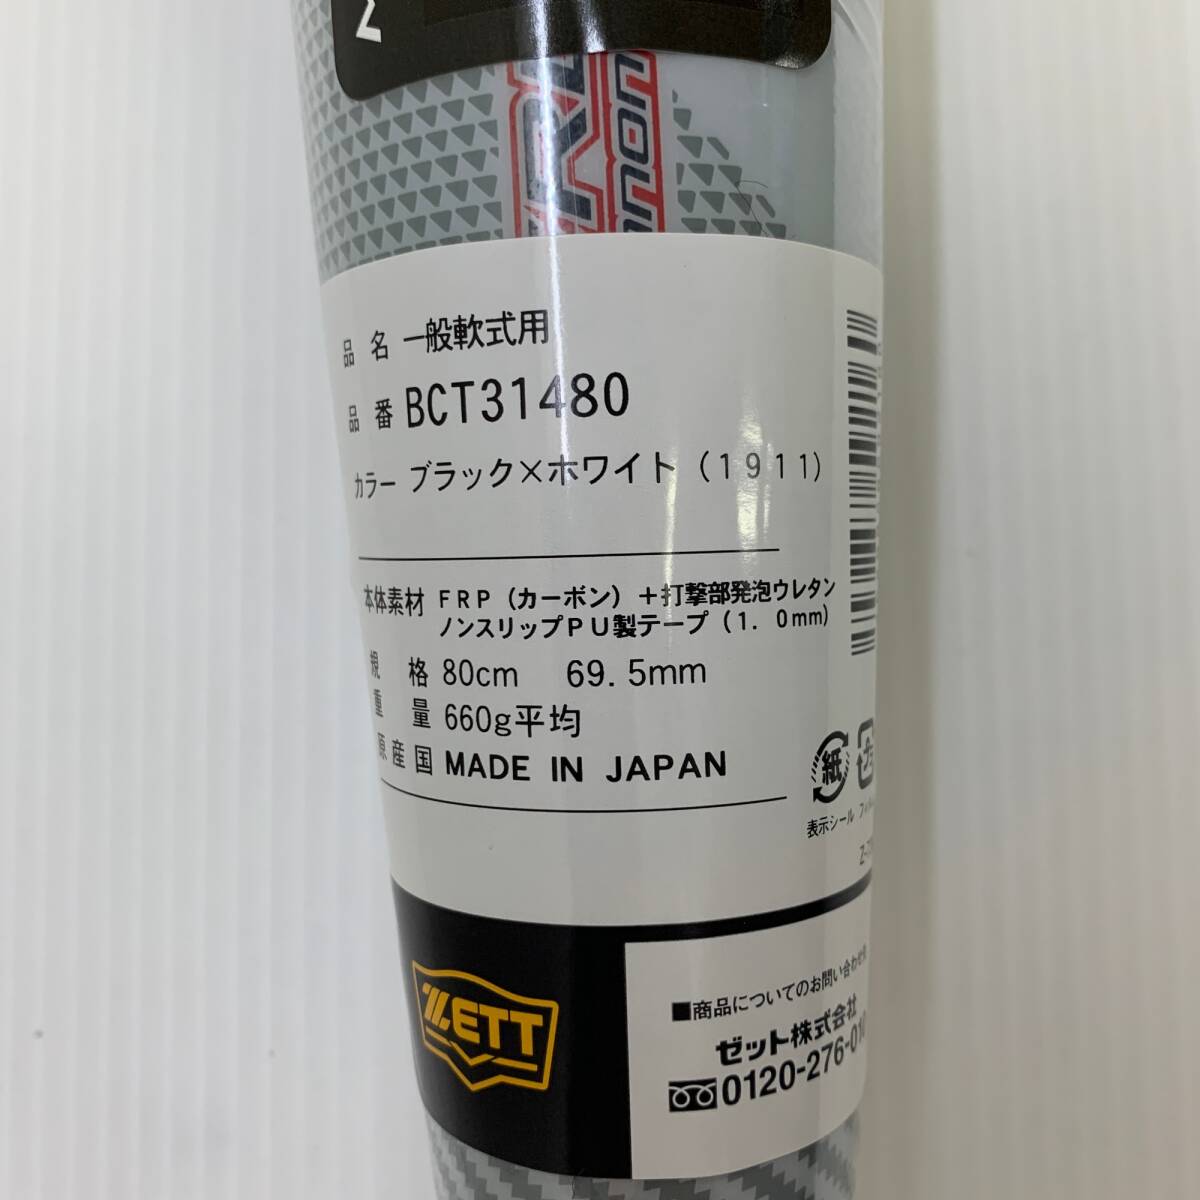 M
品名 一般軟式用
品番 BCT31480
カラー ブラック×ホワイト(1911)
本体素材 FRP(カーボン)+打撃部発泡ウレタン
ノンスリップPU製テープ(1.0mm)
規格 80cm 69.5mm
重量 660g平均
原産国 MADE IN JAPAN
紙
表示シール
ZETT
■商品についてのお問い合わせ先
ゼット株式会社
0120-276-010